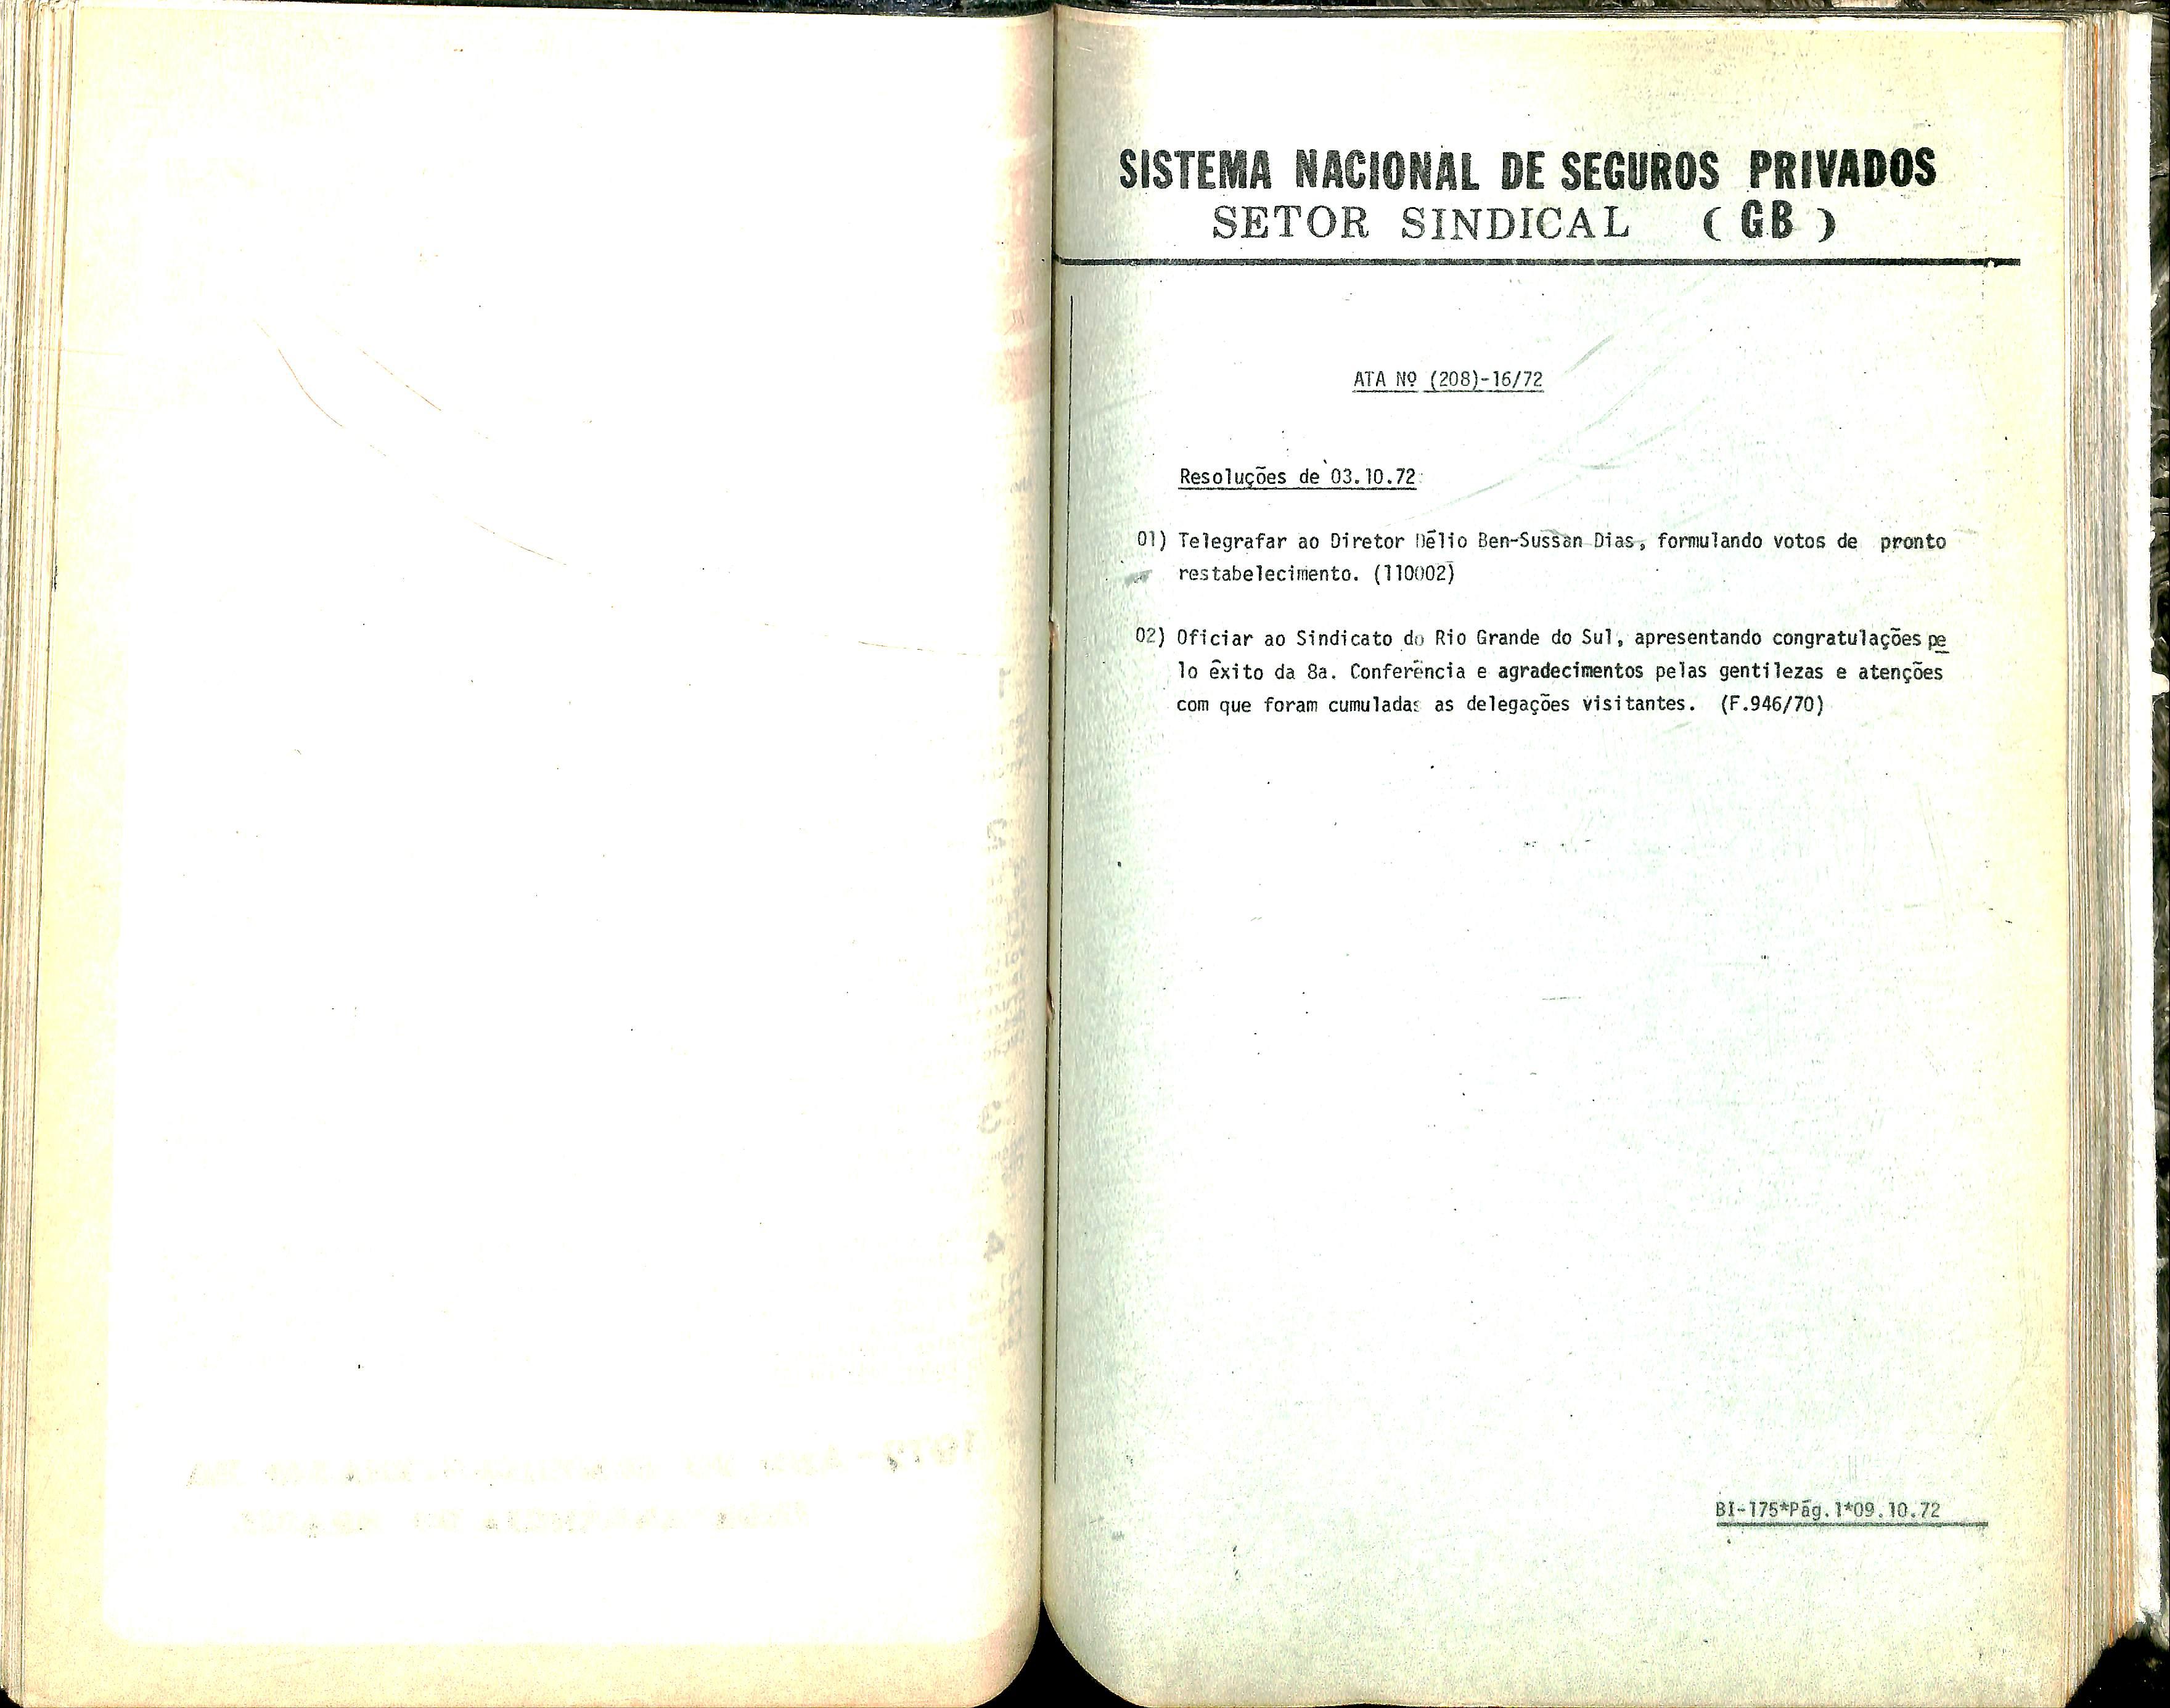 SISTEMA NACIONAL DE SEGUROS PRIVADOS
SETOR SINDICAL (GB)
ATA Nº (208)-16/72
Resoluções de 03.10.72
01) Telegrafar ao Diretor Délio Ben-Sussan Dias, formulando votos de pronto
restabelecimento. (110002)
02) Oficiar ao Sindicato do Rio Grande do Sul, apresentando congratulações pe
lo êxito da 8a. Conferência e agradecimentos pelas gentilezas e atenções
com que foram cumuladas as delegações visitantes. (F.946/70)
BI-175*Pág.1*09.10.72